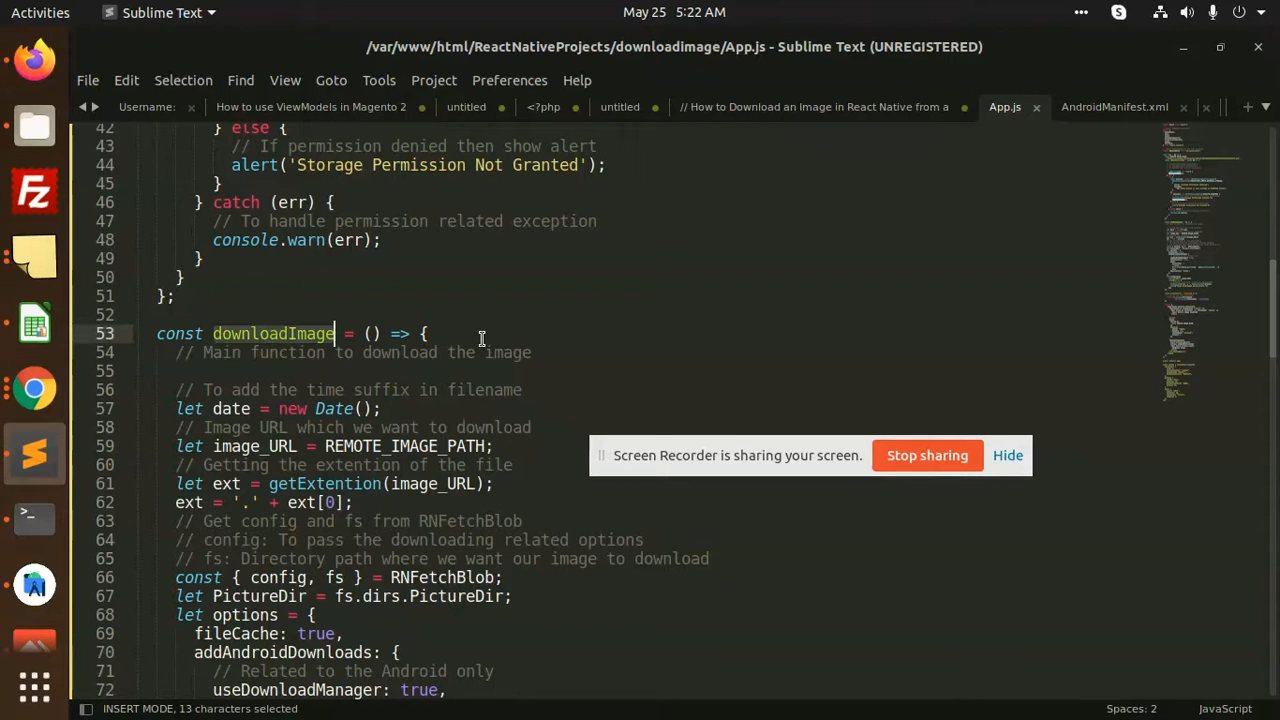 Activities
Sublime Text
May 25 5:22 AM
/var/www/html/ReactNativeProjects/downloadimage/App.js - Sublime Text (UNREGISTERED)
File Edit Selection Find View Goto Tools Project Preferences Help
Username: How to use ViewModels in Magento 2 untitled <?php untitled // How to Download an Image in React Native from a App.js AndroidManifest.xml
42 } else {
43 // If permission denied then show alert
44 alert('Storage Permission Not Granted');
45 }
46 } catch (err) {
47 // To handle permission relared exception
48 console.warn(err);
49 }
50 }
51 };
52
53 const downloadImage = () => {
54 // Main function to download the image
55
56 // To add the time suffix in filename
57 let date = new Date();
58 // Image URL which we want to download
59 let image_URL = REMOTE_IMAGE_PATH;
60 // Getting the extention of the file
61 let ext = getExtention(image_URL);
62 ext = '.' + ext[0];
63 // Get config and fs from RNFetchBlob
64 // config: To pass the downloading related options
65 // fs: Directory path where we want our image to download
66 const { config, fs } = RNFetchBlob;
67 let PictureDir = fs.dirs.PictureDir;
68 let options = {
69 fileCache: true,
70 addAndroidDownloads: {
71 // Related to the Android only
72 useDownloadManager: true,
Screen Recorder is sharing your screen. Stop sharing Hide
INSERT MODE, 13 characters selected
Spaces: 2
JavaScript